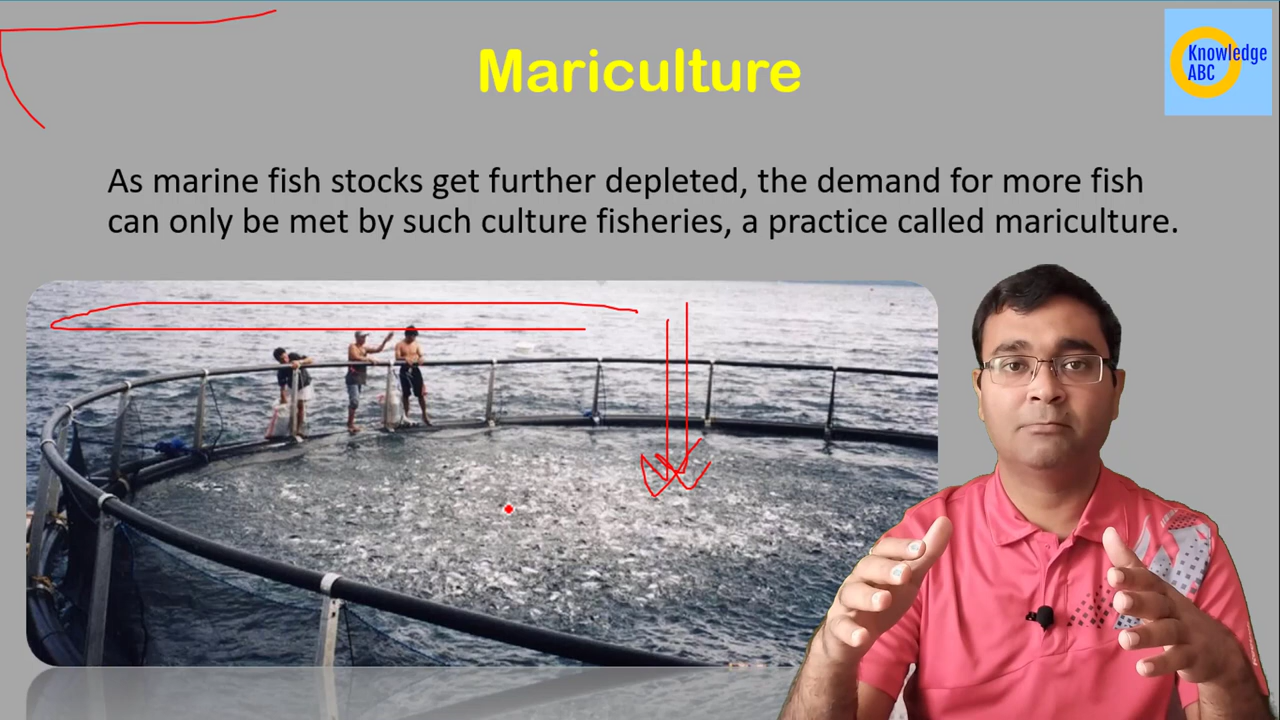 Mariculture
Knowledge
ABC
As marine fish stocks get further depleted, the demand for more fish
can only be met by such culture fisheries, a practice called mariculture.